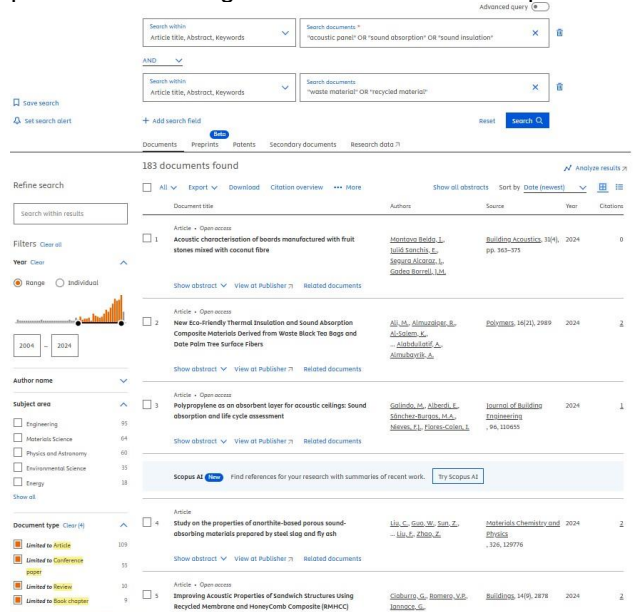 Advanced query
Search within
Article title, Abstract, Keywords
Search documents *
"acoustic panel" OR "sound absorption" OR "sound insulation"
AND
Search within
Article title, Abstract, Keywords
Search documents
"waste material" OR "recycled material"
Save search
Set search alert
+ Add search field
Reset
Search
Beta
Documents Preprints Patents Secondary documents Research data
183 documents found
Analyze results
Refine search
All Export Download Citation overview ••• More Show all abstracts Sort by Date (newest)
Search within results
Document title Authors Source Year Citations
Filters Clear all
Year Clear
Range Individual
2004 – 2024
Author name
Subject area
Engineering 93
Materials Science 64
Physics and Astronomy 60
Environmental Science 35
Energy 18
Show all
Document type Clear (4)
Limited to Article 109
Limited to Conference paper 55
Limited to Review 10
Limited to Book chapter 9
Article • Open access
1 Acoustic characterisation of boards manufactured with fruit
stones mixed with coconut fibre
Montava Belda, I.,
Juliá Sanchis, E.,
Segura Alcaraz, J.,
Gadea Borrell, J.M.
Building Acoustics, 31(4),
pp. 363–375
2024 0
Show abstract View at Publisher Related documents
Article • Open access
2 New Eco-Friendly Thermal Insulation and Sound Absorption
Composite Materials Derived from Waste Black Tea Bags and
Date Palm Tree Surface Fibers
Ali, M., Almuzaiqer, R.,
Al-Salem, K.,
... Alabdullatif, A.,
Almubayrik, A.
Polymers, 16(21), 2989
2024 2
Show abstract View at Publisher Related documents
Article • Open access
3 Polypropylene as an absorbent layer for acoustic ceilings: Sound
absorption and life cycle assessment
Galindo, M., Alberdi, E.,
Sánchez-Burgos, M.A.,
Nieves, F.J., Flores-Colen, I.
Journal of Building
Engineering
, 96, 110655
2024 1
Show abstract View at Publisher Related documents
Scopus AI New Find references for your research with summaries of recent work. Try Scopus AI
Article
4 Study on the properties of anorthite-based porous sound-
absorbing materials prepared by steel slag and fly ash
Liu, C., Guo, W., Sun, Z.,
... Liu, F., Zhao, Z.
Materials Chemistry and
Physics
, 326, 129776
2024 2
Show abstract View at Publisher Related documents
Article • Open access
5 Improving Acoustic Properties of Sandwich Structures Using
Recycled Membrane and HoneyComb Composite (RMHCC)
Ciaburro, G., Romero, V.P.,
Iannace, G.,
Buildings, 14(9), 2878
2024 2